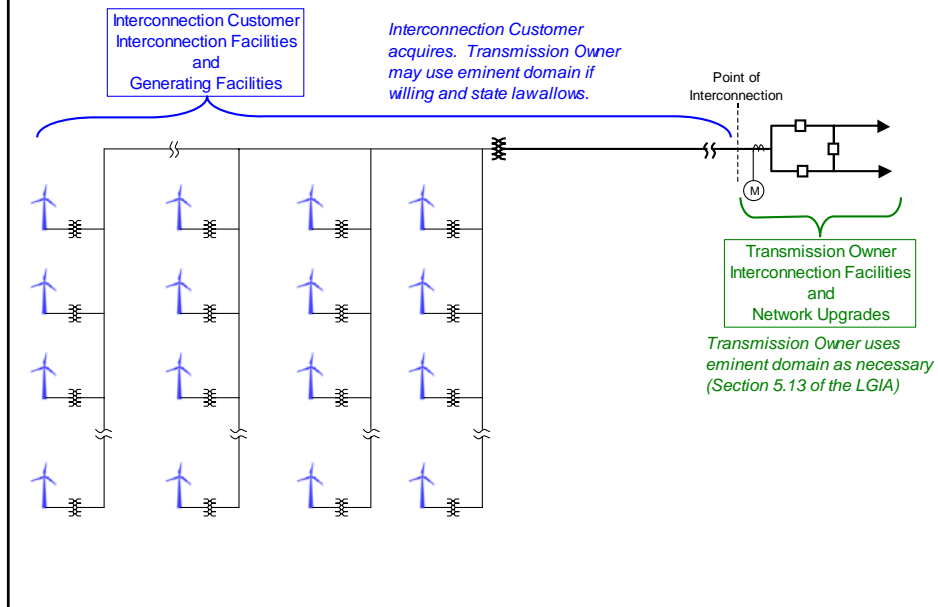 Interconnection Customer
Interconnection Facilities
and
Generating Facilities
Interconnection Customer
acquires.  Transmission Owner
may use eminent domain if
willing and state lawallows.
Point of
Interconnection
M
Transmission Owner
Interconnection Facilities
and
Network Upgrades
Transmission Owner uses
eminent domain as necessary
(Section 5.13 of the LGIA)